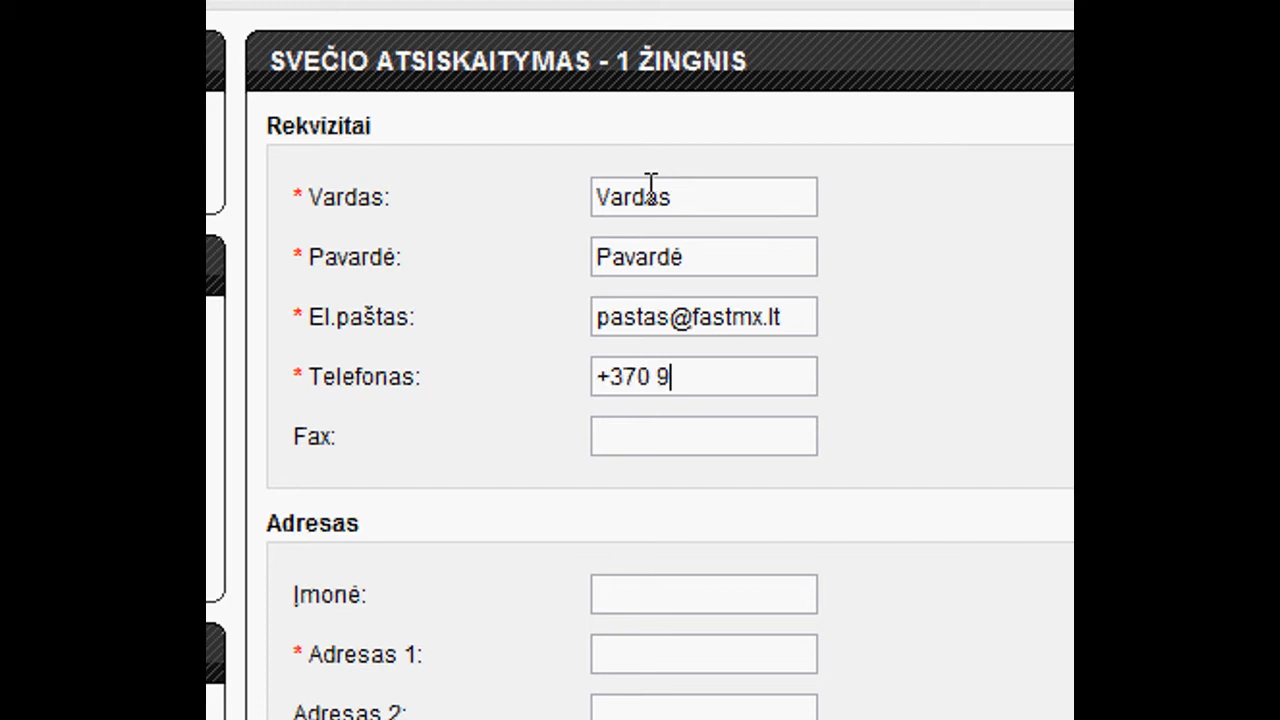 SVEČIO ATSISKAITYMAS - 1 ŽINGNIS
Rekvizitai
* Vardas: Vardas
* Pavardė: Pavardė
* El.paštas: pastas@fastmx.lt
* Telefonas: +370 9
Fax:
Adresas
Įmonė:
* Adresas 1:
Adresas 2: